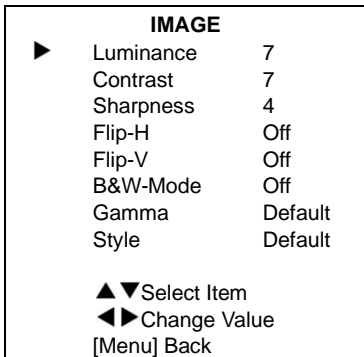 IMAGE
▶ Luminance 7
Contrast 7
Sharpness 4
Flip-H Off
Flip-V Off
B&W-Mode Off
Gamma Default
Style Default
▲▼Select Item
◀▶Change Value
[Menu] Back